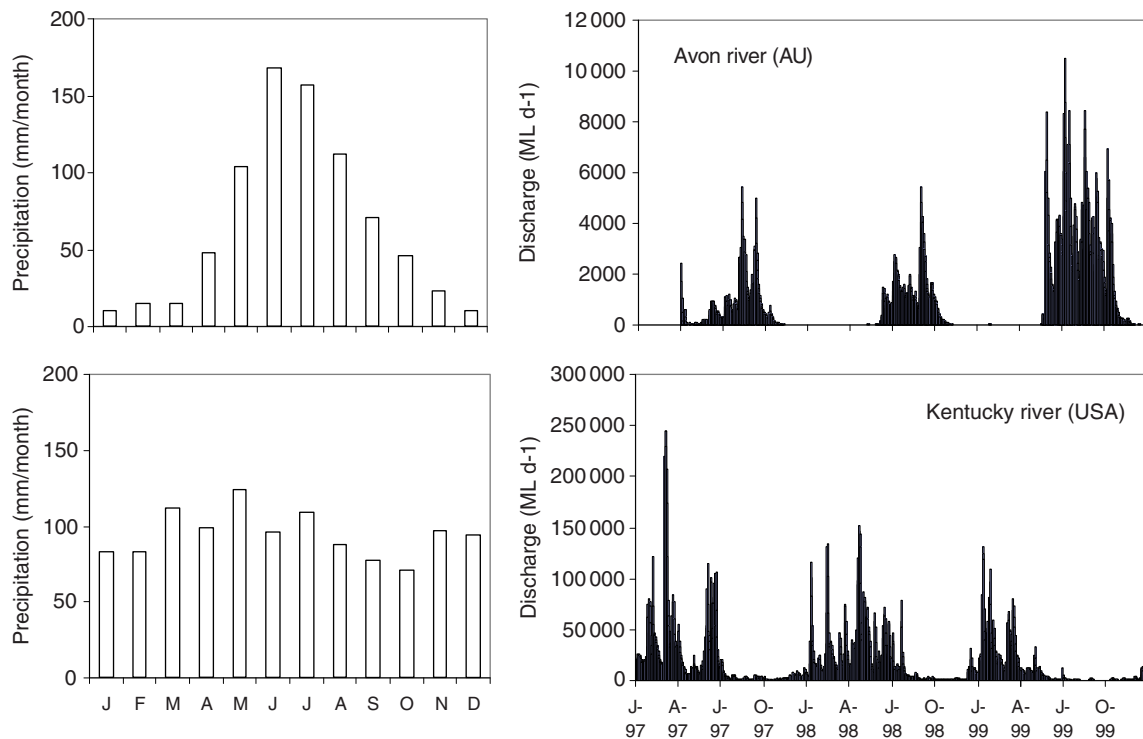 200
150
100
50
0
Precipitation (mm/month)
12 000
10 000
8000
6000
4000
2000
0
Discharge (ML d-1)
Avon river (AU)
200
150
100
50
0
Precipitation (mm/month)
J F M A M J J A S O N D
300 000
250 000
200 000
150 000
100 000
50 000
0
Discharge (ML d-1)
Kentucky river (USA)
J- A- J- O- J- A- J- O- J- A- J- O-
97 97 97 97 98 98 98 98 99 99 99 99